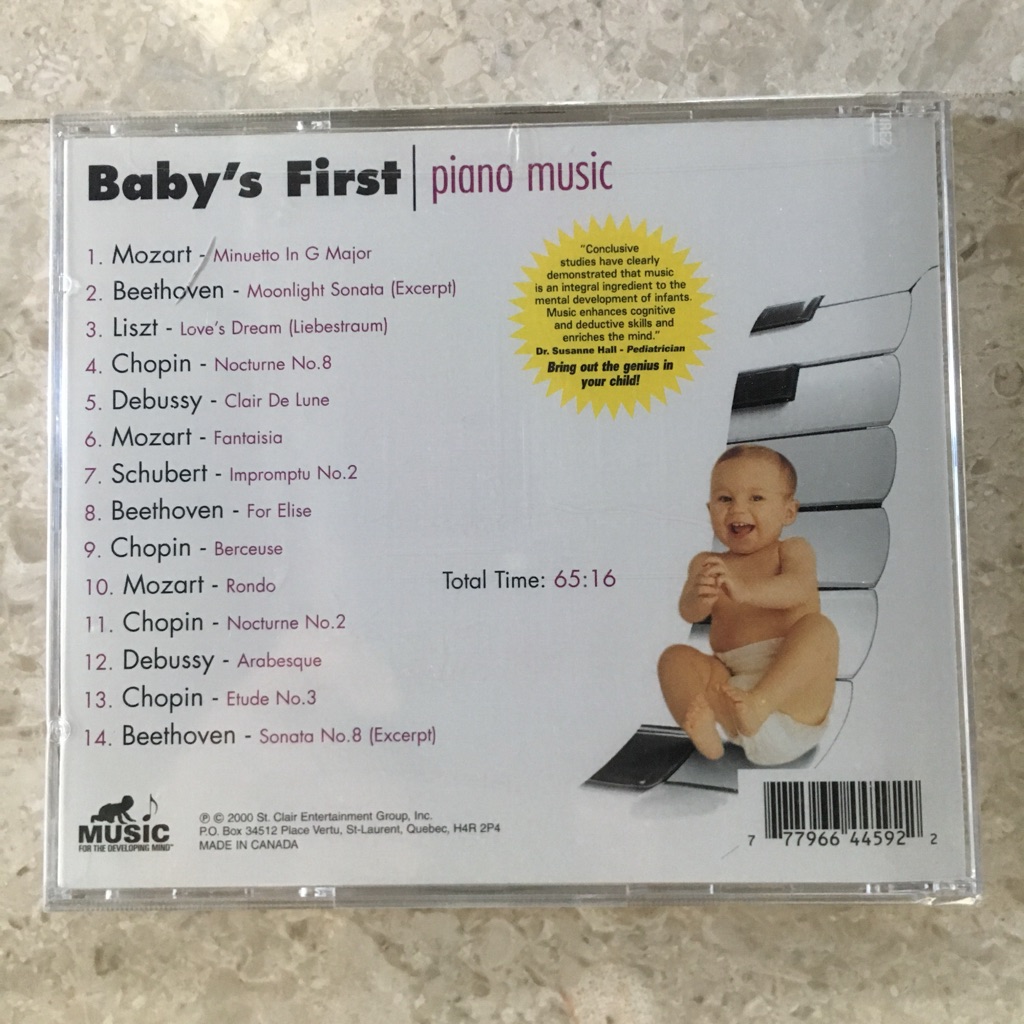 Baby's First | piano music
1. Mozart - Minuetto In G Major
2. Beethoven - Moonlight Sonata (Excerpt)
3. Liszt - Love's Dream (Liebestraum)
4. Chopin - Nocturne No.8
5. Debussy - Clair De Lune
6. Mozart - Fantaisia
7. Schubert - Impromptu No.2
8. Beethoven - For Elise
9. Chopin - Berceuse
10. Mozart - Rondo
11. Chopin - Nocturne No.2
12. Debussy - Arabesque
13. Chopin - Etude No.3
14. Beethoven - Sonata No.8 (Excerpt)
"Conclusive
studies have clearly
demonstrated that music
is an integral ingredient to the
mental development of infants.
Music enhances cognitive
and deductive skills and
enriches the mind."
Dr. Susanne Hall - Pediatrician
Bring out the genius in
your child!
Total Time: 65:16
MUSIC
FOR THE DEVELOPING MIND™
℗ © 2000 St. Clair Entertainment Group, Inc.
P.O. Box 34512 Place Vertu, St-Laurent, Quebec, H4R 2P4
MADE IN CANADA
7 77966 44592 2